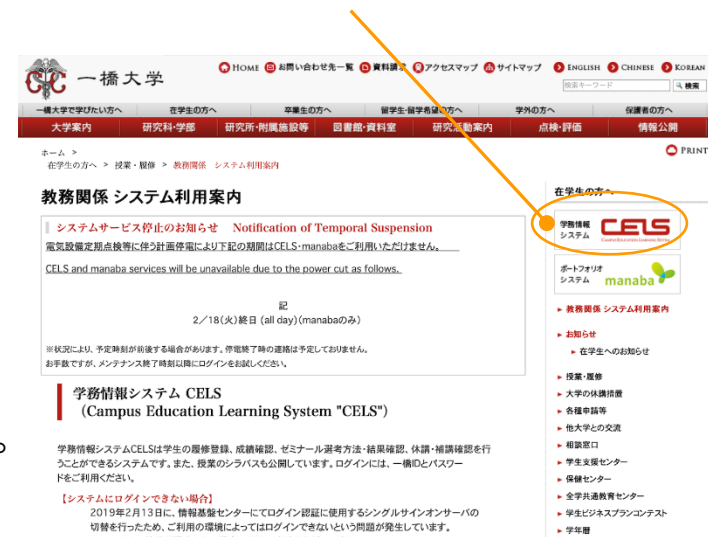 一橋大学
HOME お問い合わせ先一覧 資料請求 アクセスマップ サイトマップ ENGLISH CHINESE KOREAN
検索キーワード 検索
一橋大学で学びたい方へ 在学生の方へ 卒業生の方へ 留学生・留学希望の方へ 学外の方へ 保護者の方へ
大学案内 研究科・学部 研究所・附属施設等 図書館・資料室 研究活動案内 点検・評価 情報公開
ホーム >
在学生の方へ > 授業・履修 > 教務関係 システム利用案内
PRINT
教務関係 システム利用案内
システムサービス停止のお知らせ Notification of Temporal Suspension
電気設備定期点検等に伴う計画停電により下記の期間はCELS・manabaをご利用いただけません。
CELS and manaba services will be unavailable due to the power cut as follows.
記
2/18(火)終日 (all day)(manabaのみ)
※状況により、予定時刻が前後する場合があります。停電終了時の連絡は予定しておりません。
お手数ですが、メンテナンス終了時刻以降にログインをお試しください。
学務情報システム CELS
(Campus Education Learning System "CELS")
学務情報システムCELSは学生の履修登録、成績確認、ゼミナール選考方法・結果確認、休講・補講確認を行
うことができるシステムです。また、授業のシラバスも公開しています。ログインには、一橋IDとパスワー
ドをご利用ください。
【システムにログインできない場合】
2019年2月13日に、情報基盤センターにてログイン認証に使用するシングルサインオンサーバの
切替を行ったため、ご利用の環境によってはログインできないという問題が発生しています。
在学生の方へ
学務情報
システム
CELS
CAMPUS EDUCATION LEARNING SYSTEM
ポートフォリオ
システム
manaba
教務関係 システム利用案内
お知らせ
在学生へのお知らせ
授業・履修
大学の休講措置
各種申請等
他大学との交流
相談窓口
学生支援センター
保健センター
全学共通教育センター
学生ビジネスプランコンテスト
学年暦